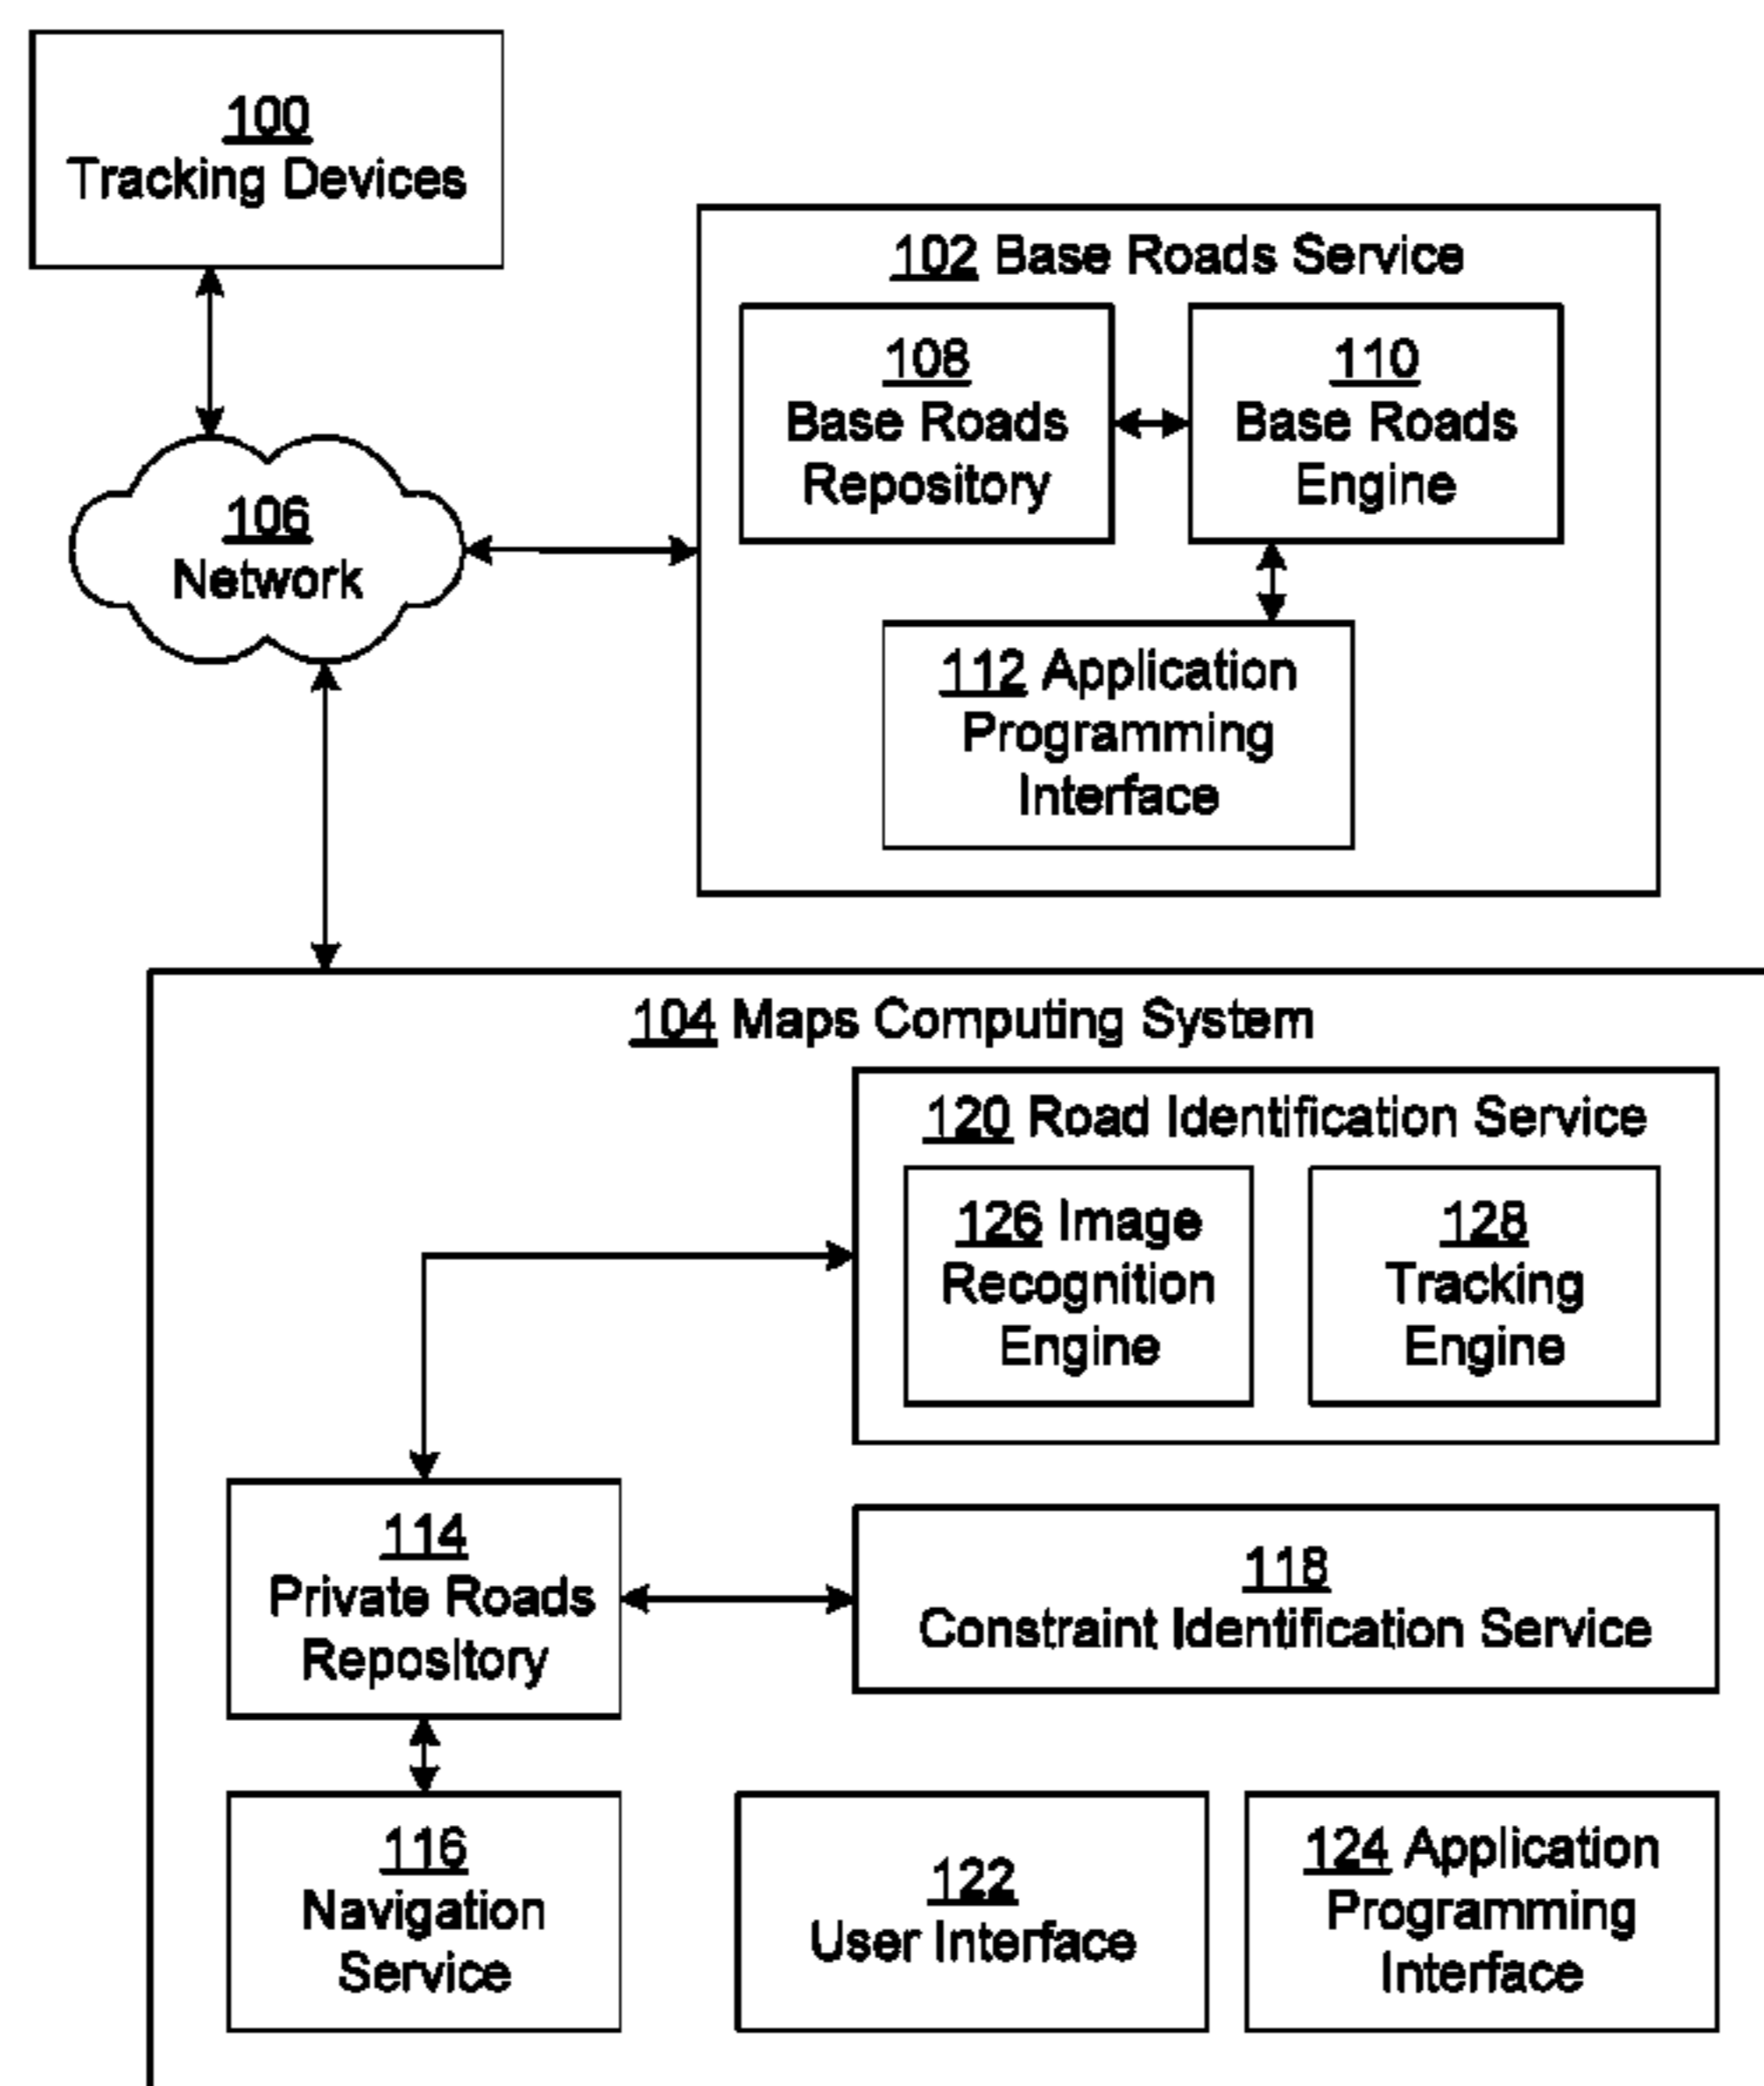 100
Tracking Devices
102 Base Roads Service
108
Base Roads
Repository
110
Base Roads
Engine
106
Network
112 Application
Programming
Interface
104 Maps Computing System
120 Road Identification Service
126 Image
Recognition
Engine
128
Tracking
Engine
114
Private Roads
Repository
118
Constraint Identification Service
116
Navigation
Service
122
User Interface
124 Application
Programming
Interface